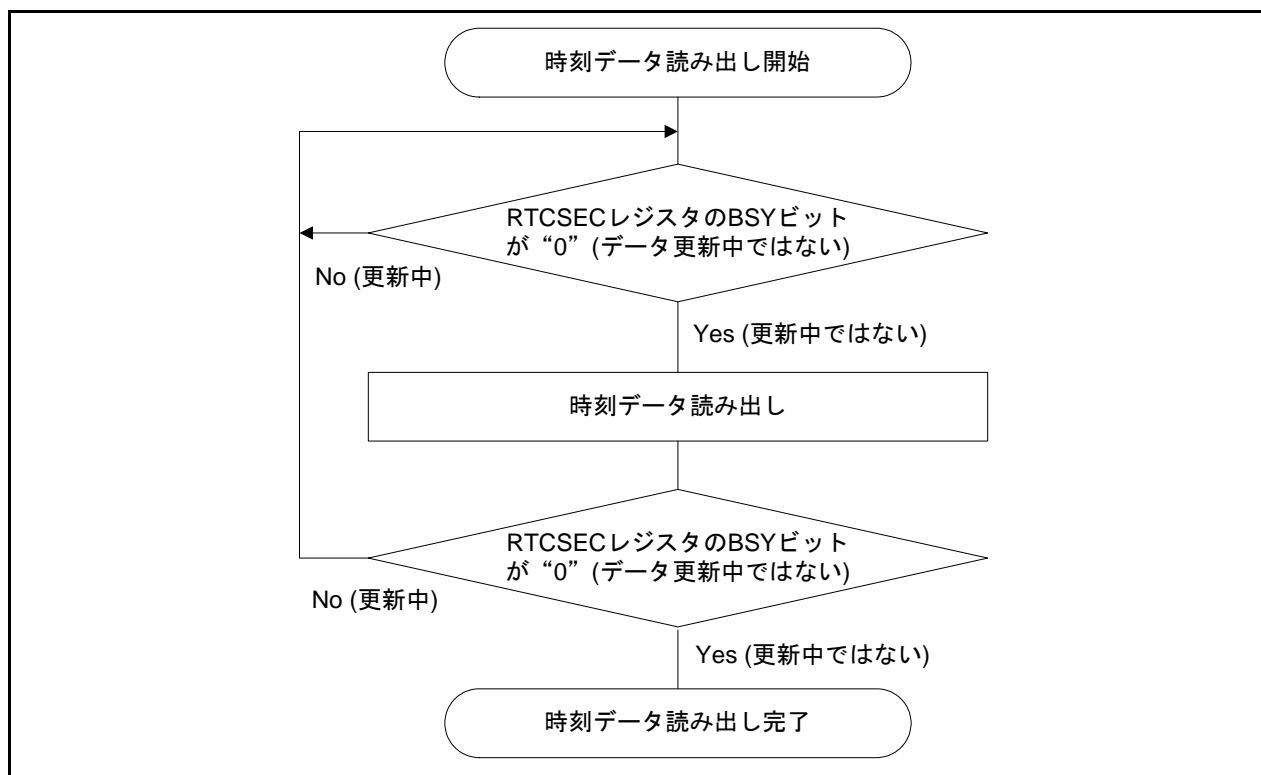 時刻データ読み出し開始
RTCSECレジスタのBSYビット
が“0”(データ更新中ではない)
No (更新中)
Yes (更新中ではない)
時刻データ読み出し
RTCSECレジスタのBSYビット
が“0”(データ更新中ではない)
No (更新中)
Yes (更新中ではない)
時刻データ読み出し完了